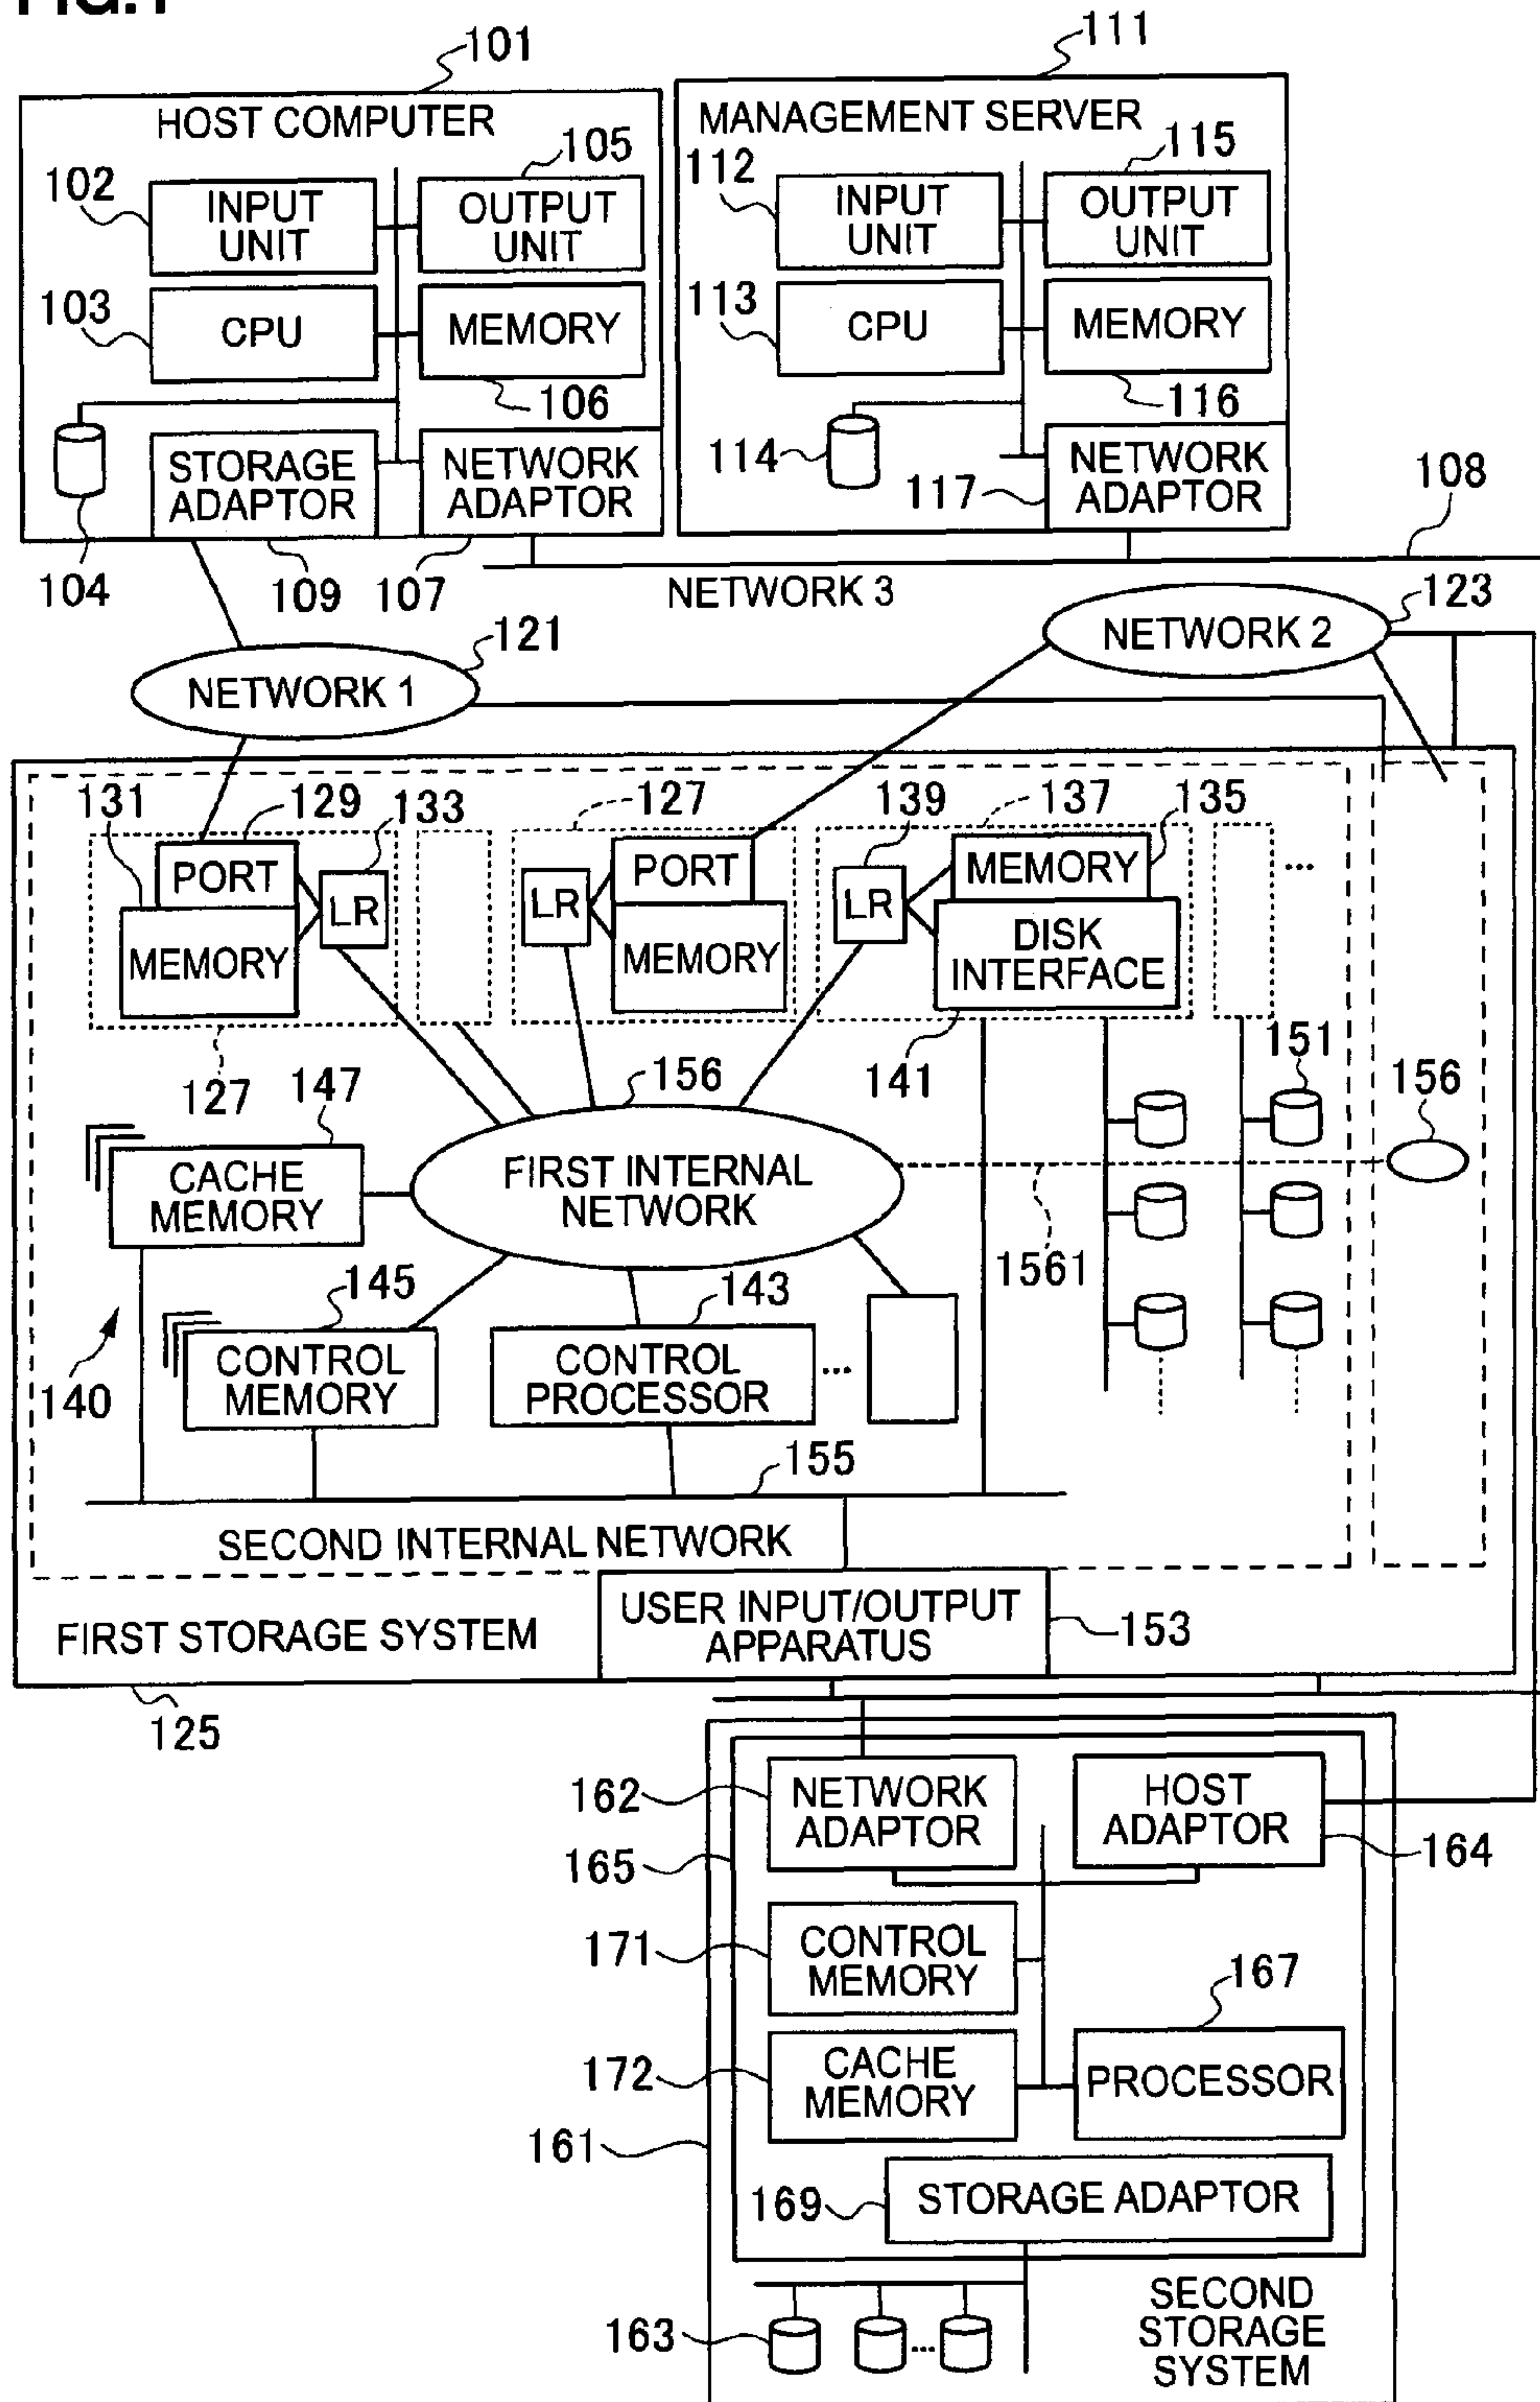 FIG.1
101
111
HOST COMPUTER
MANAGEMENT SERVER
102
105
112
115
INPUT
UNIT
OUTPUT
UNIT
INPUT
UNIT
OUTPUT
UNIT
103
CPU
MEMORY
113
CPU
MEMORY
106
116
STORAGE
ADAPTOR
NETWORK
ADAPTOR
114
117
NETWORK
ADAPTOR
108
104
109
107
NETWORK 3
123
121
NETWORK 2
NETWORK 1
131
129
133
127
139
137
135
PORT
LR
MEMORY
LR
PORT
MEMORY
LR
MEMORY
DISK
INTERFACE
...
127
147
156
141
151
156
CACHE
MEMORY
FIRST INTERNAL
NETWORK
1561
140
145
143
CONTROL
MEMORY
CONTROL
PROCESSOR
...
155
SECOND INTERNAL NETWORK
FIRST STORAGE SYSTEM
USER INPUT/OUTPUT
APPARATUS
153
125
162
NETWORK
ADAPTOR
HOST
ADAPTOR
164
165
171
CONTROL
MEMORY
167
172
CACHE
MEMORY
PROCESSOR
161
169
STORAGE ADAPTOR
163
...
SECOND
STORAGE
SYSTEM